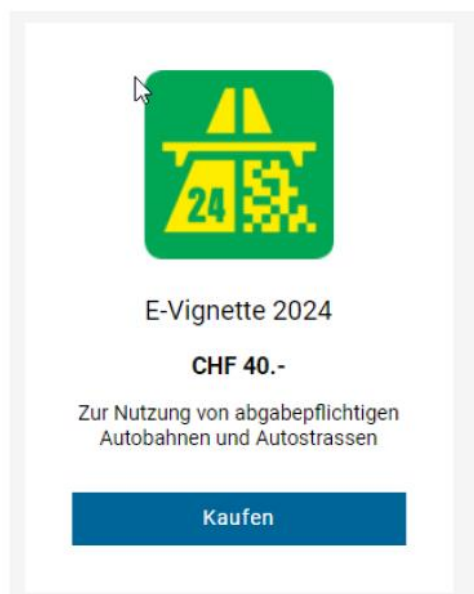 24
E-Vignette 2024
CHF 40.-
Zur Nutzung von abgabepflichtigen
Autobahnen und Autostrassen
Kaufen